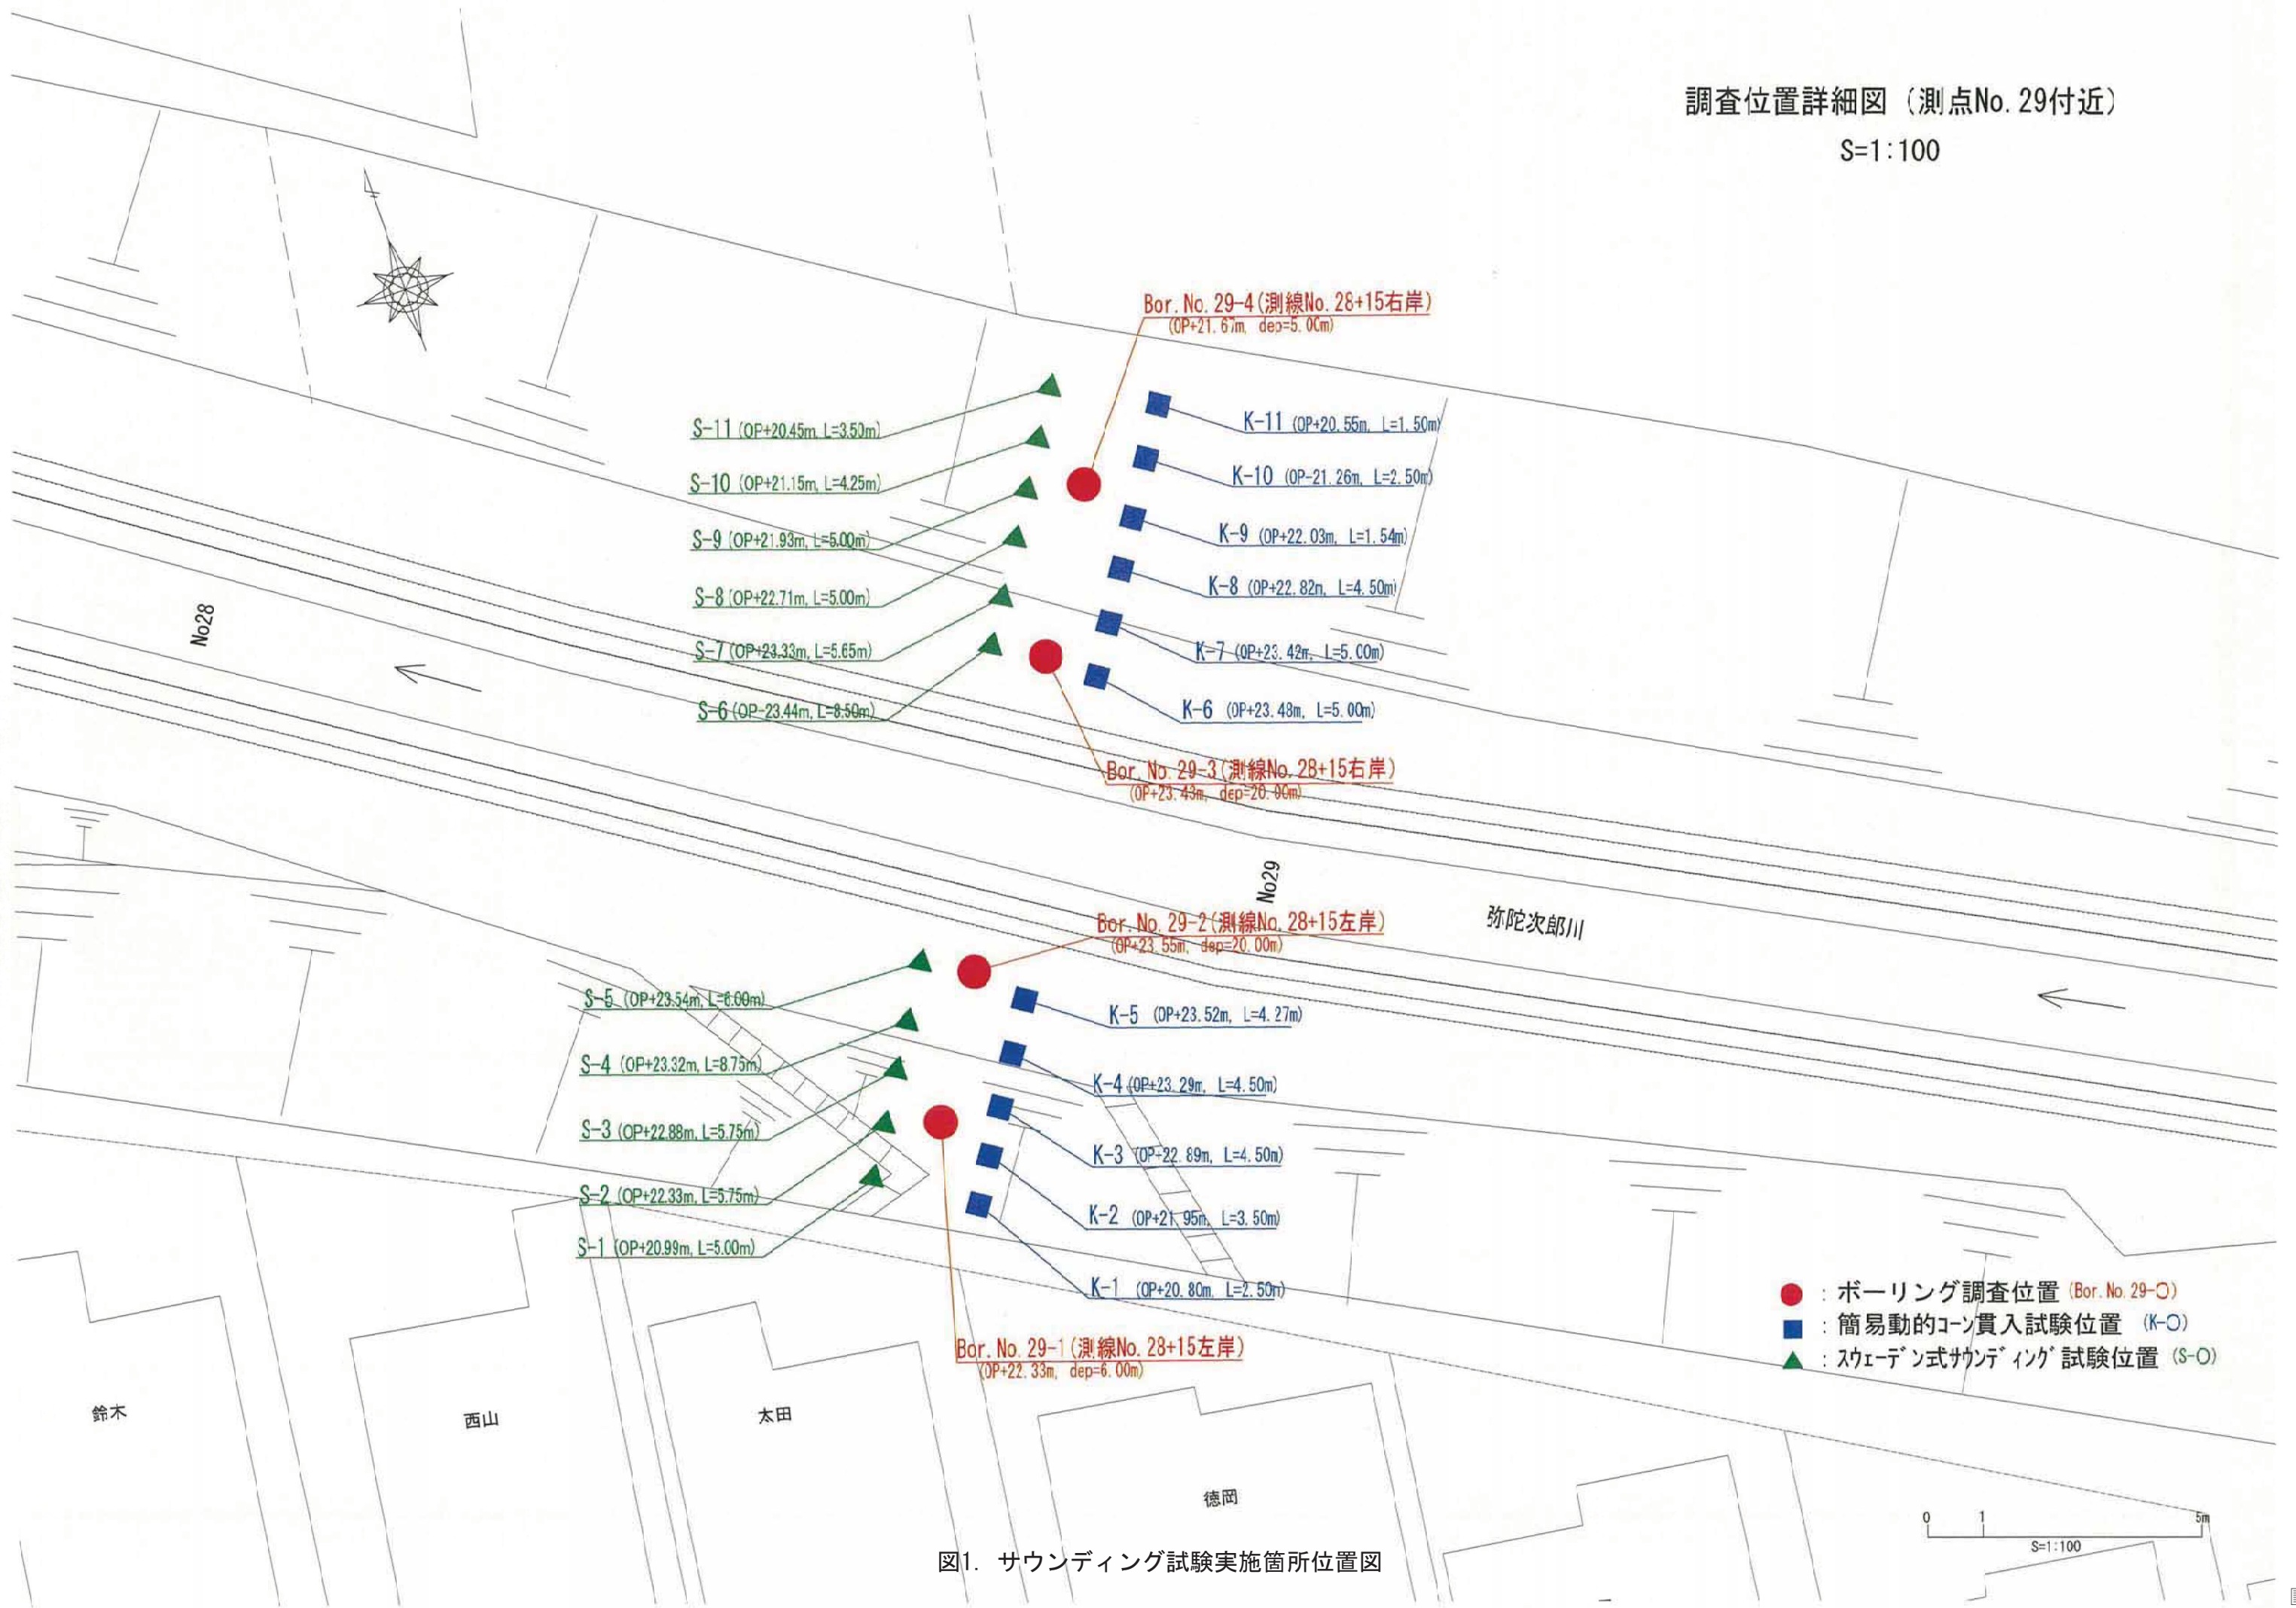 調査位置詳細図（測点No.29付近）
S=1:100
Bor.No.29-4(測線No.28+15右岸)
(OP+21.67m, dep=5.00m)
S-11 (OP+20.45m, L=3.50m)
K-11 (OP+20.55m, L=1.50m)
S-10 (OP+21.15m, L=4.25m)
K-10 (OP-21.26m, L=2.50m)
S-9 (OP+21.93m, L=5.00m)
K-9 (OP+22.03m, L=1.54m)
S-8 (OP+22.71m, L=5.00m)
K-8 (OP+22.82m, L=4.50m)
No28
S-7 (OP+23.33m, L=5.65m)
K-7 (OP+23.42m, L=5.00m)
S-6 (OP-23.44m, L=8.50m)
K-6 (OP+23.48m, L=5.00m)
Bor.No.29-3(測線No.28+15右岸)
(OP+23.43m, dep=20.00m)
No29
弥陀次郎川
Bor.No.29-2(測線No.28+15左岸)
(OP+23.55m, dep=20.00m)
S-5 (OP+23.54m, L=6.00m)
K-5 (OP+23.52m, L=4.27m)
S-4 (OP+23.32m, L=8.75m)
K-4 (OP+23.29m, L=4.50m)
S-3 (OP+22.88m, L=5.75m)
K-3 (OP+22.89m, L=4.50m)
S-2 (OP+22.33m, L=5.75m)
K-2 (OP+21.95m, L=3.50m)
S-1 (OP+20.99m, L=5.00m)
K-1 (OP+20.80m, L=2.50m)
Bor.No.29-1(測線No.28+15左岸)
(OP+22.33m, dep=6.00m)
：ボーリング調査位置 (Bor.No.29-〇)
：簡易動的ｺｰﾝ貫入試験位置 (K-〇)
：ｽｳｪｰﾃﾞﾝ式ｻｳﾝﾃﾞｨﾝｸﾞ試験位置 (S-〇)
鈴木
西山
太田
徳岡
0 1 5m
S=1:100
図1. サウンディング試験実施箇所位置図